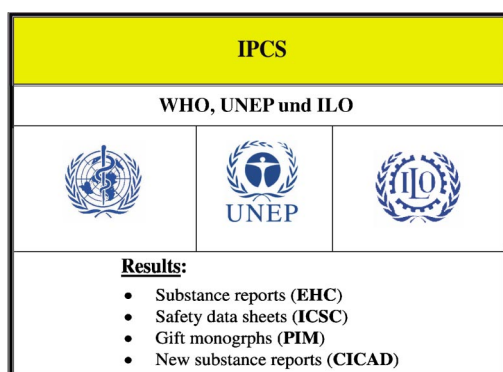 IPCS
WHO, UNEP und ILO
UNEP
ILO
Results:
• Substance reports (EHC)
• Safety data sheets (ICSC)
• Gift monogrphs (PIM)
• New substance reports (CICAD)